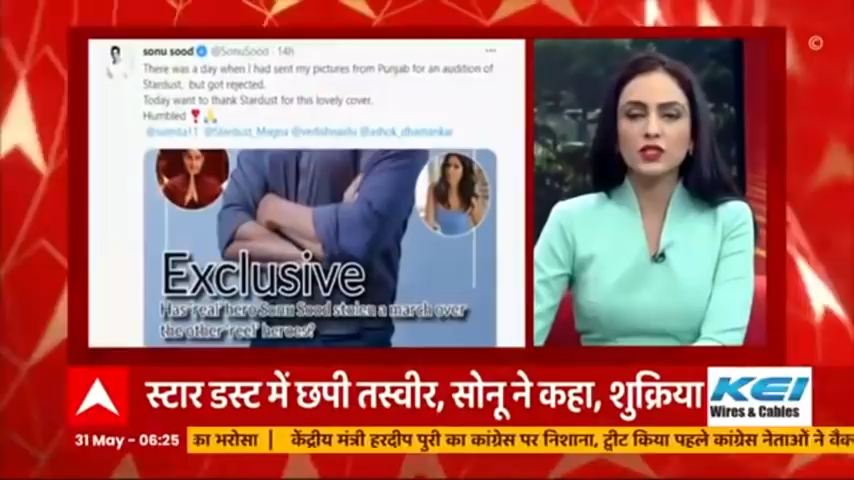 sonu sood @SonuSood · 14h
There was a day when I had sent my pictures from Punjab for an audition of
Stardust, but got rejected.
Today want to thank Stardust for this lovely cover.
Humbled
@Stardust_Magna
Exclusive
Has 'real' hero Sonu Sood stolen a march over
the other 'reel' heroes?
©
स्टार डस्ट में छपी तस्वीर, सोनू ने कहा, शुक्रिया
KEI
Wires & Cables
31 May - 06:25
का भरोसा | केंद्रीय मंत्री हरदीप पुरी का कांग्रेस पर निशाना, ट्वीट किया पहले कांग्रेस नेताओं ने वैक